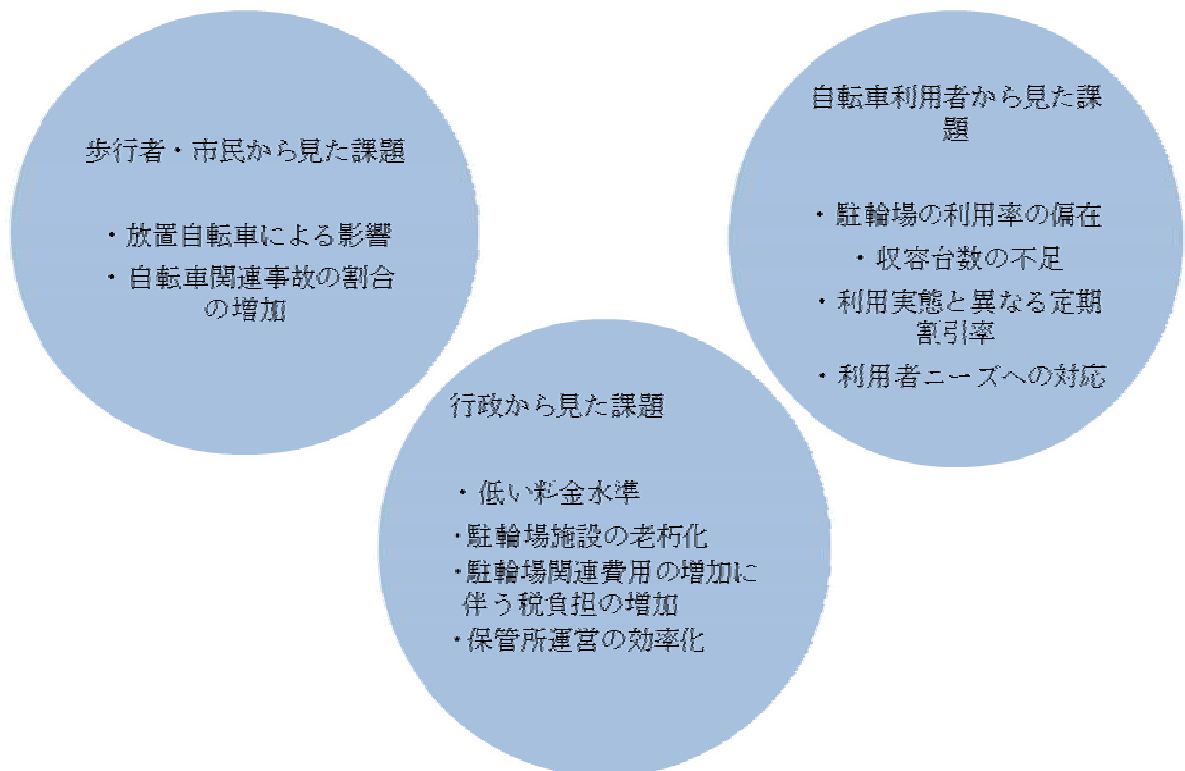 歩行者・市民から見た課題
・放置自転車による影響
・自転車関連事故の割合
の増加
自転車利用者から見た課
題
・駐輪場の利用率の偏在
・収容台数の不足
・利用実態と異なる定期
割引率
・利用者ニーズへの対応
行政から見た課題
・低い料金水準
・駐輪場施設の老朽化
・駐輪場関連費用の増加に
伴う税負担の増加
・保管所運営の効率化